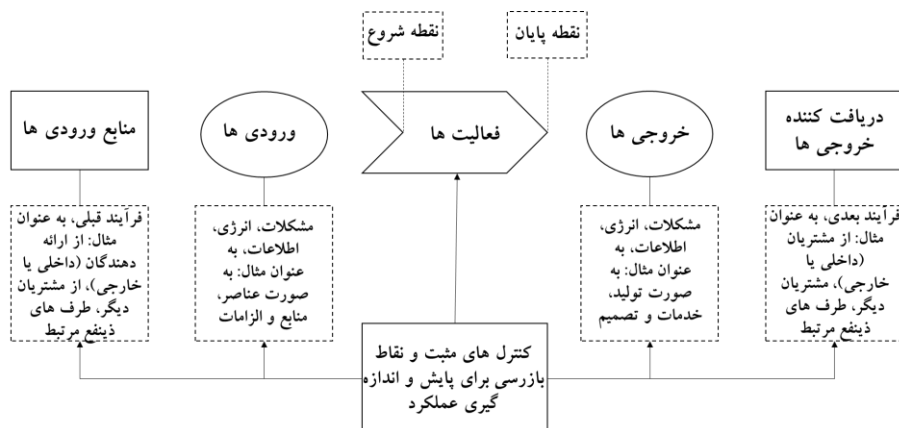 نقطه شروع
نقطه پایان
منابع ورودی ها
ورودی ها
فعالیت ها
خروجی ها
دریافت کننده
خروجی ها
فرآیند قبلی، به عنوان
مثال: از ارائه
دهندگان (داخلی یا
خارجی)، از مشتریان
دیگر، طرف های
ذینفع مرتبط
مشکلات، انرژی،
اطلاعات، به
عنوان مثال: به
صورت عناصر،
منابع و الزامات
مشکلات، انرژی،
اطلاعات، به
عنوان مثال: به
صورت تولید،
خدمات و تصمیم
فرآیند بعدی، به عنوان
مثال: از مشتریان
(داخلی یا
خارجی)، مشتریان
دیگر، طرف های
ذینفع مرتبط
کنترل های مثبت و نقاط
بازرسی برای پایش و اندازه
گیری عملکرد